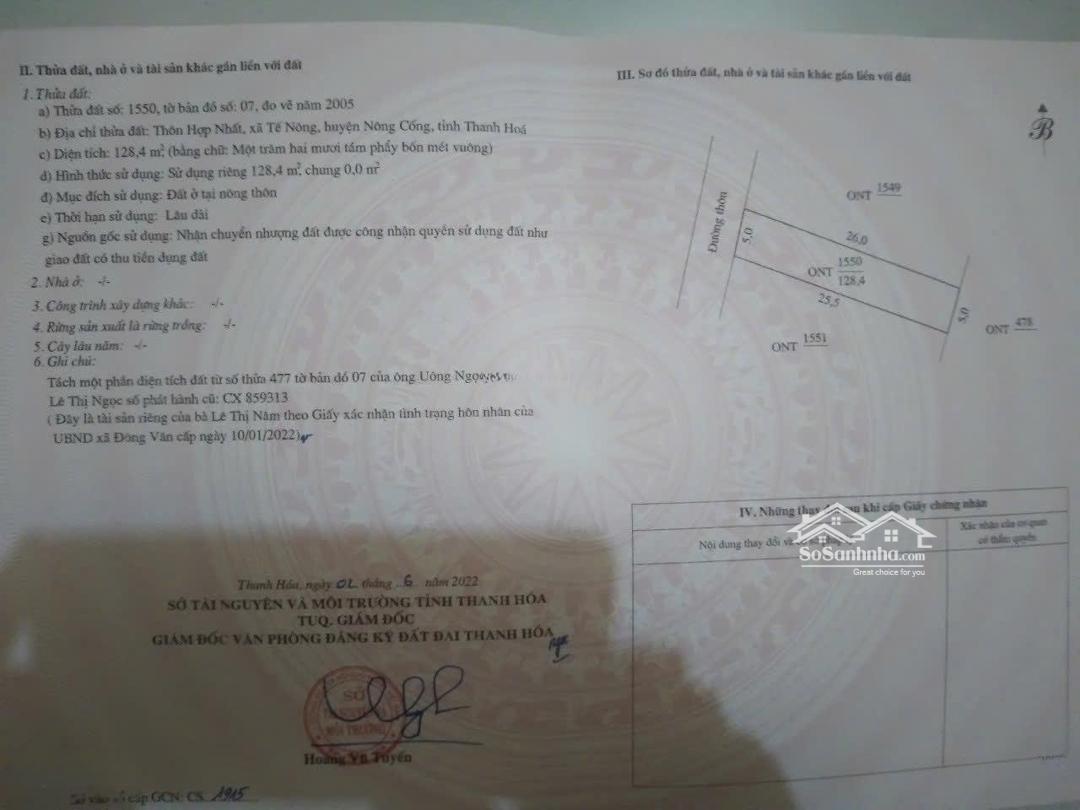 II. Thửa đất, nhà ở và tài sản khác gắn liền với đất
1. Thửa đất:
a) Thửa đất số: 1550, tờ bản đồ số: 07, đo vẽ năm 2005
b) Địa chỉ thửa đất: Thôn Hợp Nhất, xã Tế Nông, huyện Nông Cống, tỉnh Thanh Hoá
c) Diện tích: 128,4 m², (bằng chữ: Một trăm hai mươi tám phẩy bốn mét vuông)
d) Hình thức sử dụng: Sử dụng riêng 128,4 m², chung 0,0 m²
đ) Mục đích sử dụng: Đất ở tại nông thôn
e) Thời hạn sử dụng: Lâu dài
g) Nguồn gốc sử dụng: Nhận chuyển nhượng đất được công nhận quyền sử dụng đất như
giao đất có thu tiền dụng đất
2. Nhà ở: -/-
3. Công trình xây dựng khác: -/-
4. Rừng sản xuất là rừng trồng: -/-
5. Cây lâu năm: -/-
6. Ghi chú:
Tách một phần diện tích đất từ số thửa 477 tờ bản đồ 07 của ông Uông Ngọc
Lê Thị Ngọc số phát hành cũ: CX 859313
( Đây là tài sản riêng của bà Lê Thị Năm theo Giấy xác nhận tình trạng hôn nhân của
UBND xã Đông Văn cấp ngày 10/01/2022)
Thanh Hóa, ngày 01 tháng 6 năm 2022
SỞ TÀI NGUYÊN VÀ MÔI TRƯỜNG TỈNH THANH HÓA
TUQ. GIÁM ĐỐC
GIÁM ĐỐC VĂN PHÒNG ĐĂNG KÝ ĐẤT ĐAI THANH HÓA
SỞ
MÔI TRƯỜNG
Hoàng Văn Tuyển
Số vào sổ cấp GCN: CS 1915
III. Sơ đồ thửa đất, nhà ở và tài sản khác gắn liền với đất
B
Đường thôn
ONT 1549
5,0
26,0
ONT 1550
128,4
25,5
5,0
ONT 478
ONT 1551
IV. Những thay khi cấp Giấy chứng nhận
Nội dung thay đổi và
Xác nhận của cơ quan
có thẩm quyền
SoSanhnha.com
Great choice for you